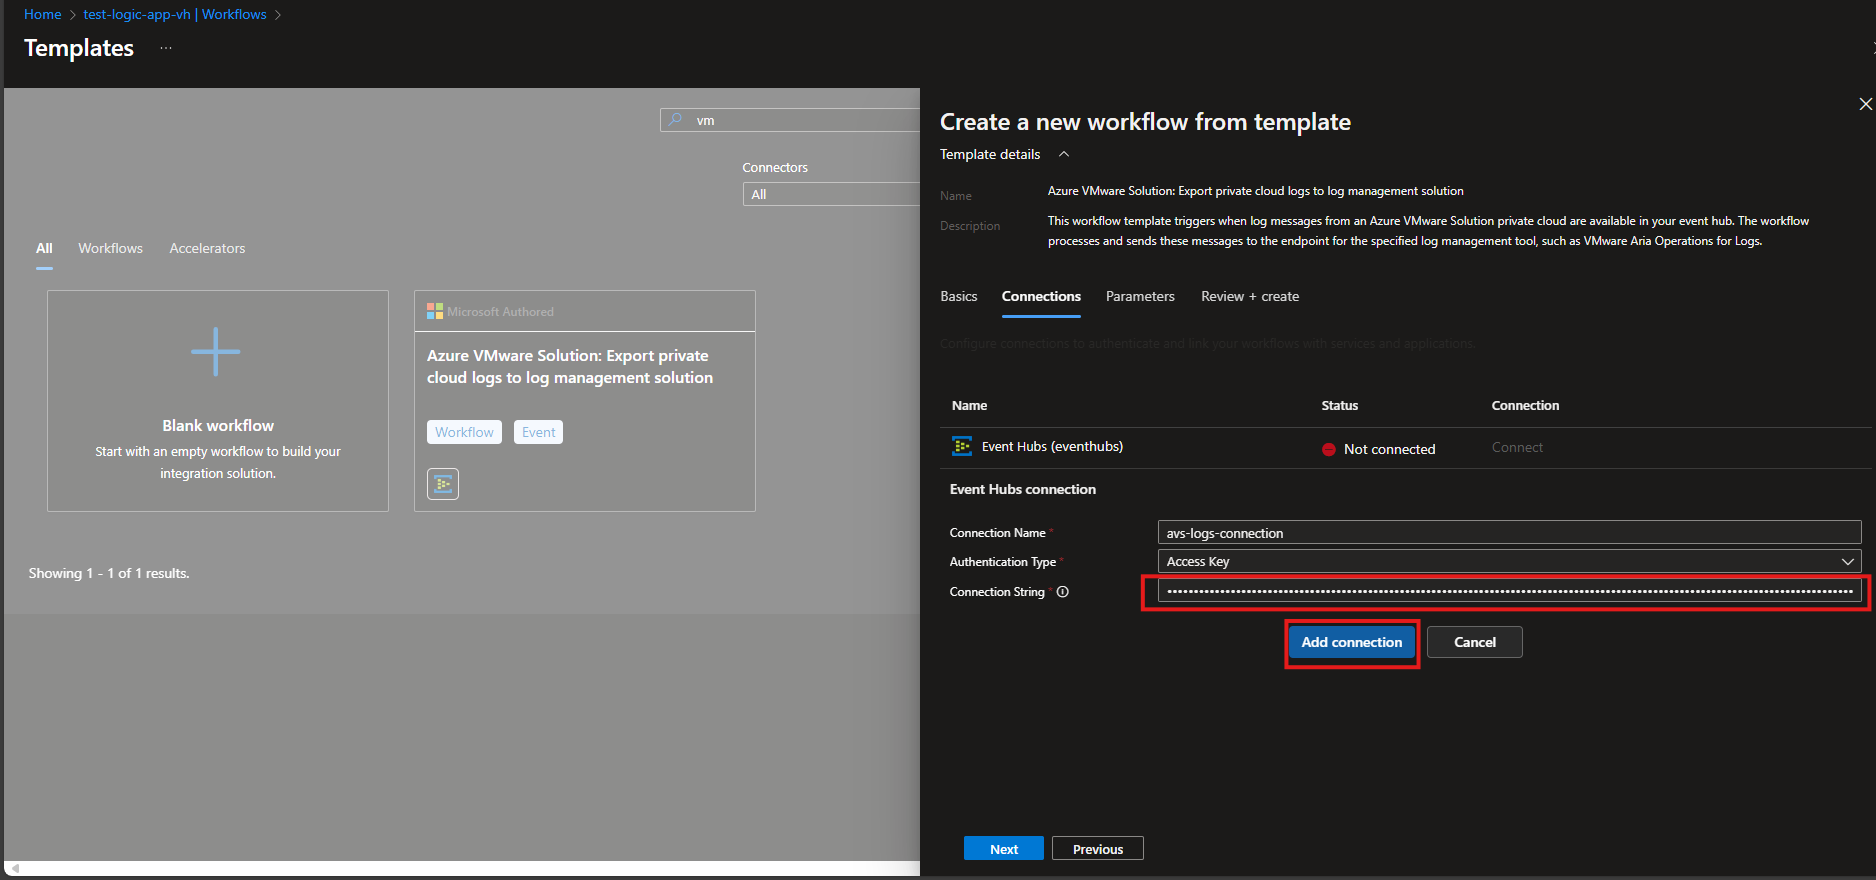 Home > test-logic-app-vh | Workflows >
Templates ...
vm
Connectors
All
All Workflows Accelerators
Blank workflow
Start with an empty workflow to build your
integration solution.
Microsoft Authored
Azure VMware Solution: Export private
cloud logs to log management solution
Workflow Event
Showing 1 - 1 of 1 results.
Create a new workflow from template
Template details
Name Azure VMware Solution: Export private cloud logs to log management solution
Description This workflow template triggers when log messages from an Azure VMware Solution private cloud are available in your event hub. The workflow
processes and sends these messages to the endpoint for the specified log management tool, such as VMware Aria Operations for Logs.
Basics Connections Parameters Review + create
Configure connections to authenticate and link your workflows with services and applications.
Name Status Connection
Event Hubs (eventhubs) Not connected Connect
Event Hubs connection
Connection Name * avs-logs-connection
Authentication Type * Access Key
Connection String *
Add connection Cancel
Next Previous